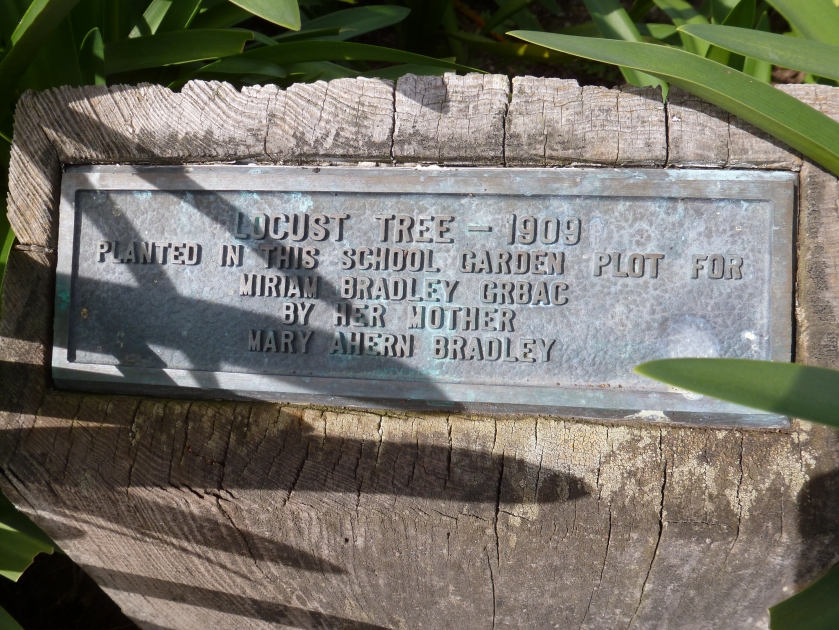 LOCUST TREE — 1909
PLANTED IN THIS SCHOOL GARDEN PLOT FOR
MIRIAM BRADLEY GRBAC
BY HER MOTHER
MARY AHERN BRADLEY